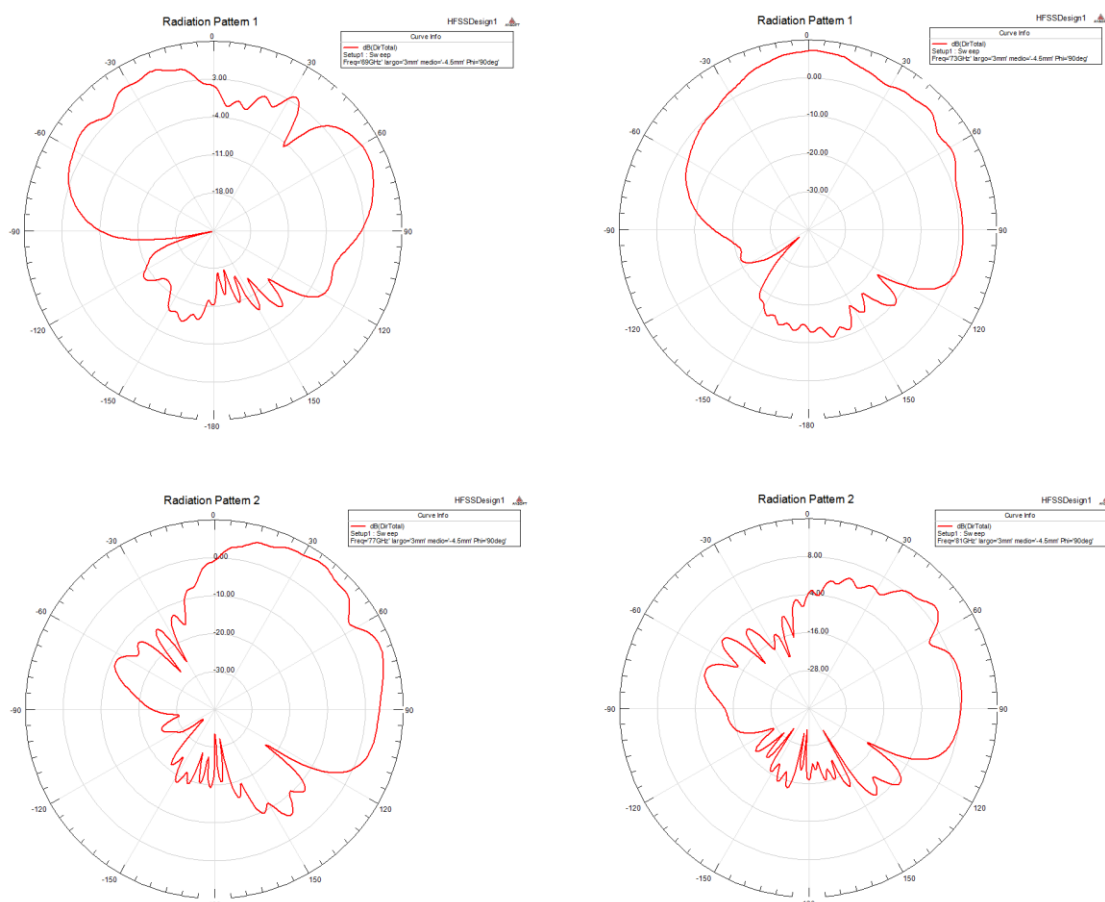 Radiation Pattern 1
HFSSDesign1
Curve Info
dB(DirTotal)
Setup1 : Sweep
Freq='69GHz' largo='3mm' medio='-4.5mm' Phi='90deg'
0
-30
30
3.00
-4.00
-60
60
-11.00
-18.00
-90
90
-120
120
-150
150
-180
Radiation Pattern 1
HFSSDesign1
Curve Info
dB(DirTotal)
Setup1 : Sweep
Freq='73GHz' largo='3mm' medio='-4.5mm' Phi='90deg'
0
-30
30
0.00
-10.00
-60
60
-20.00
-30.00
-90
90
-120
120
-150
150
-180
Radiation Pattern 2
HFSSDesign1
Curve Info
dB(DirTotal)
Setup1 : Sweep
Freq='77GHz' largo='3mm' medio='-4.5mm' Phi='90deg'
0
-30
30
0.00
-10.00
-60
60
-20.00
-30.00
-90
90
-120
120
-150
150
Radiation Pattern 2
HFSSDesign1
Curve Info
dB(DirTotal)
Setup1 : Sweep
Freq='81GHz' largo='3mm' medio='-4.5mm' Phi='90deg'
0
-30
30
8.00
-4.00
-60
60
-16.00
-28.00
-90
90
-120
120
-150
150